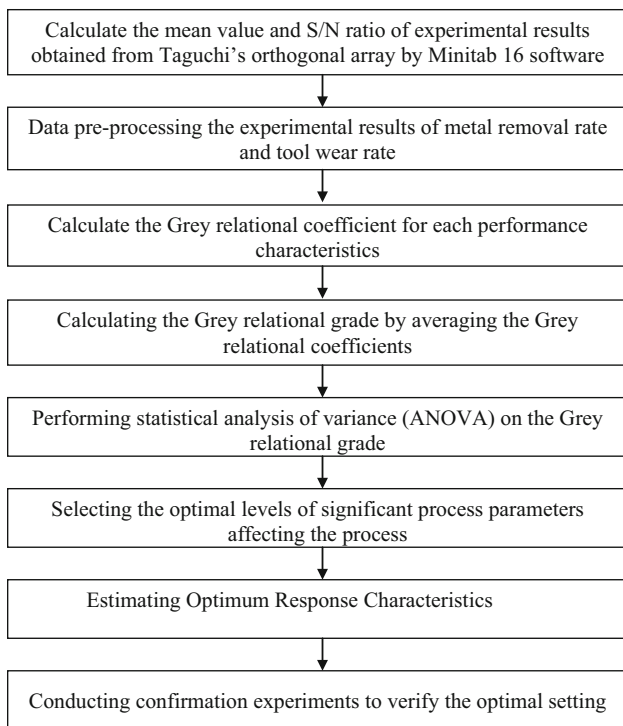 Calculate the mean value and S/N ratio of experimental results
obtained from Taguchi’s orthogonal array by Minitab 16 software
Data pre-processing the experimental results of metal removal rate
and tool wear rate
Calculate the Grey relational coefficient for each performance
characteristics
Calculating the Grey relational grade by averaging the Grey
relational coefficients
Performing statistical analysis of variance (ANOVA) on the Grey
relational grade
Selecting the optimal levels of significant process parameters
affecting the process
Estimating Optimum Response Characteristics
Conducting confirmation experiments to verify the optimal setting